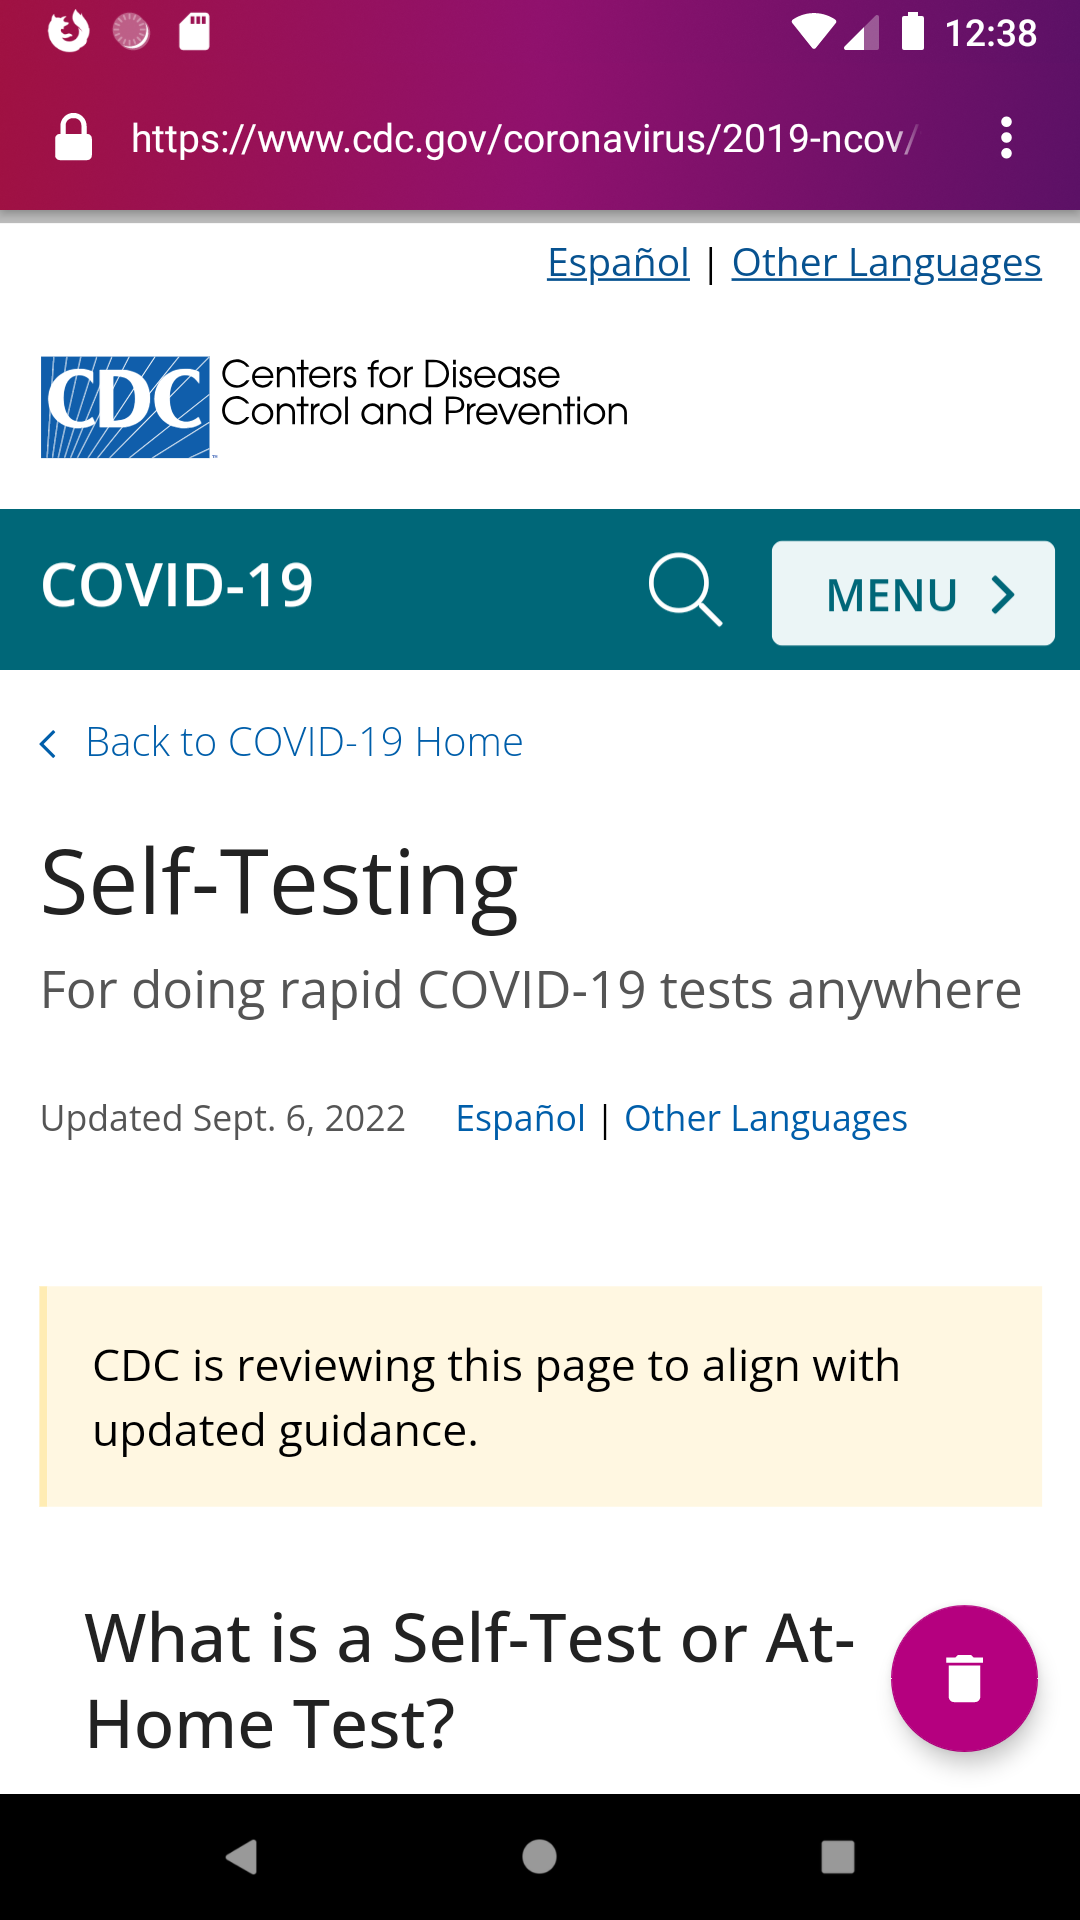 12:38
https://www.cdc.gov/coronavirus/2019-ncov/
Español | Other Languages
CDC Centers for Disease
Control and Prevention
COVID-19
MENU
Back to COVID-19 Home
Self-Testing
For doing rapid COVID-19 tests anywhere
Updated Sept. 6, 2022 Español | Other Languages
CDC is reviewing this page to align with
updated guidance.
What is a Self-Test or At-
Home Test?